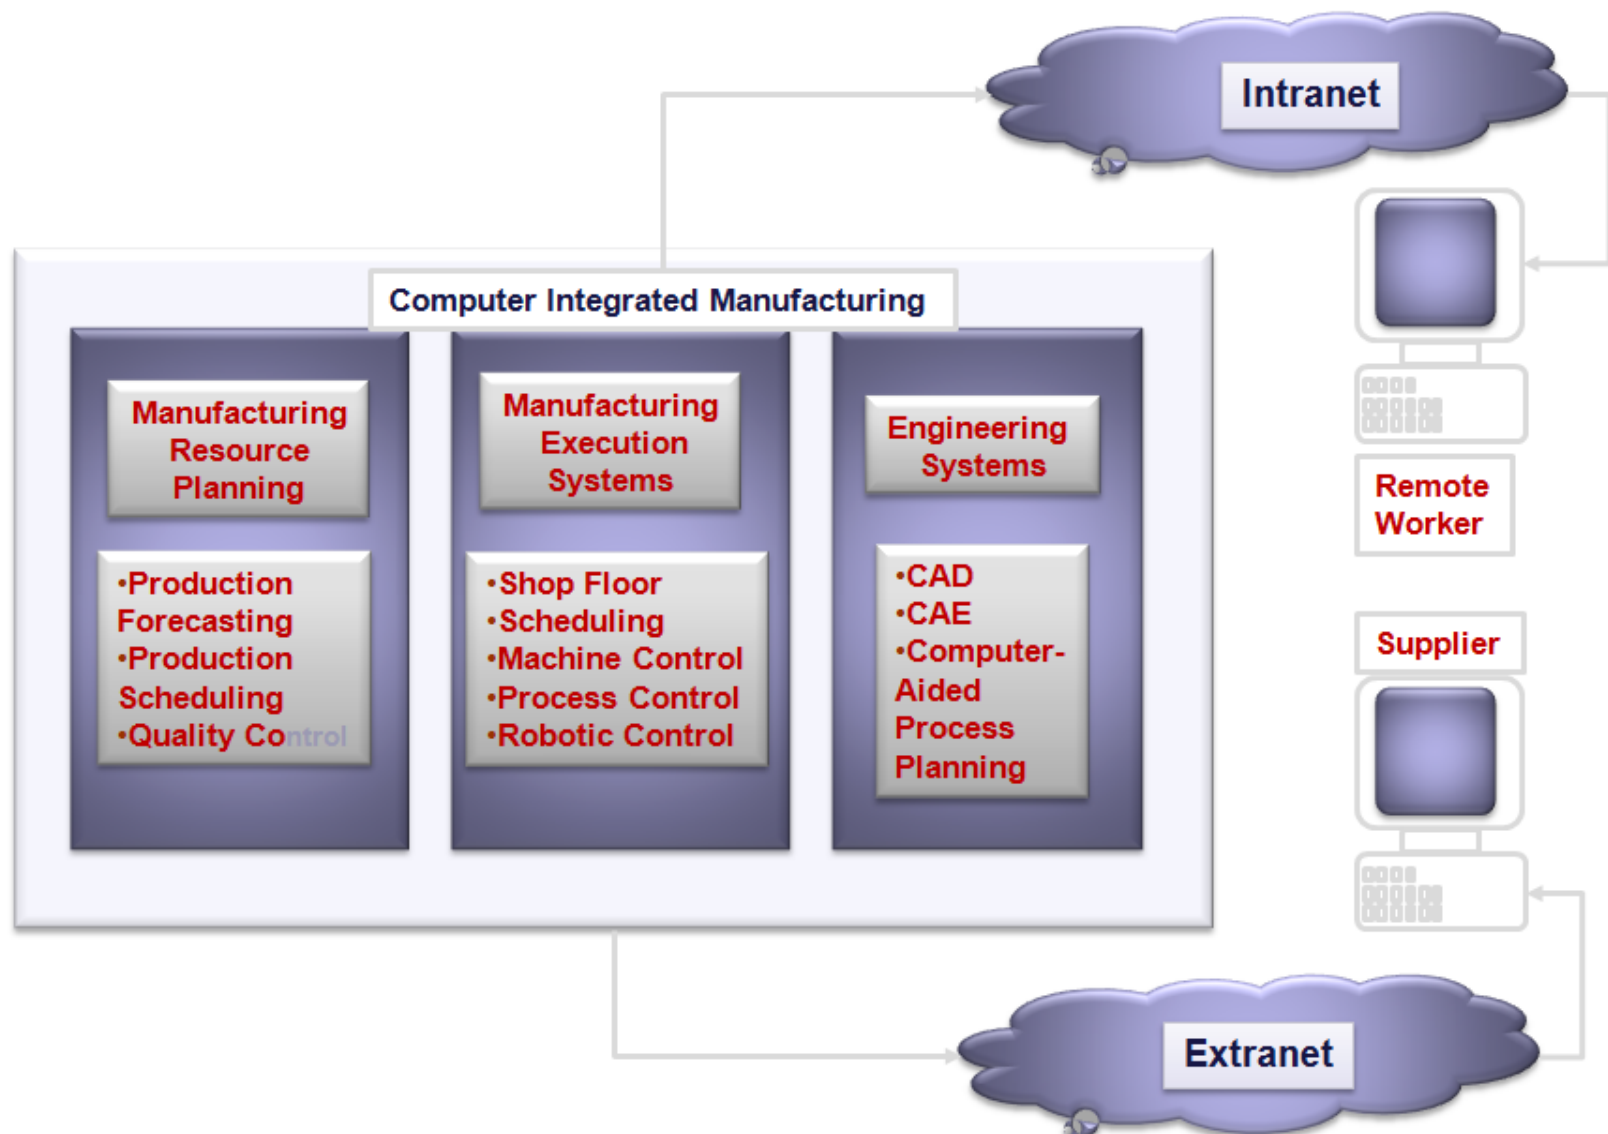 Intranet
Computer Integrated Manufacturing
Manufacturing
Resource
Planning
•Production
Forecasting
•Production
Scheduling
•Quality Control
Manufacturing
Execution
Systems
•Shop Floor
•Scheduling
•Machine Control
•Process Control
•Robotic Control
Engineering
Systems
•CAD
•CAE
•Computer-
Aided
Process
Planning
Remote
Worker
Supplier
Extranet